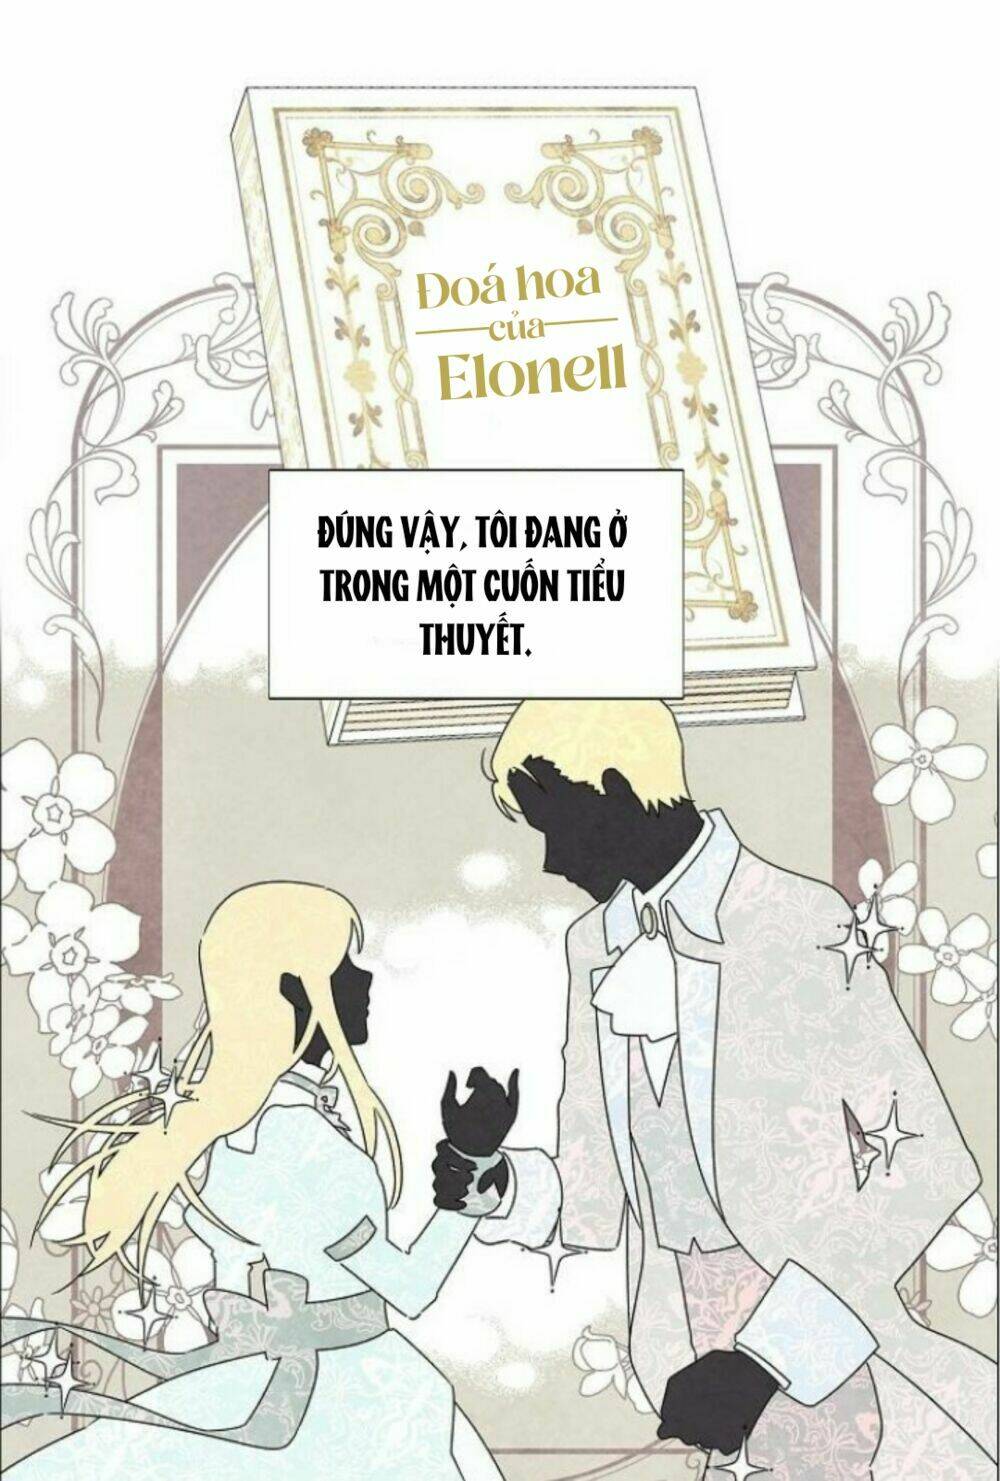 Đoá hoa
của
Elonell
ĐÚNG VẬY, TÔI ĐANG Ở
TRONG MỘT CUỐN TIỂU
THUYẾT.